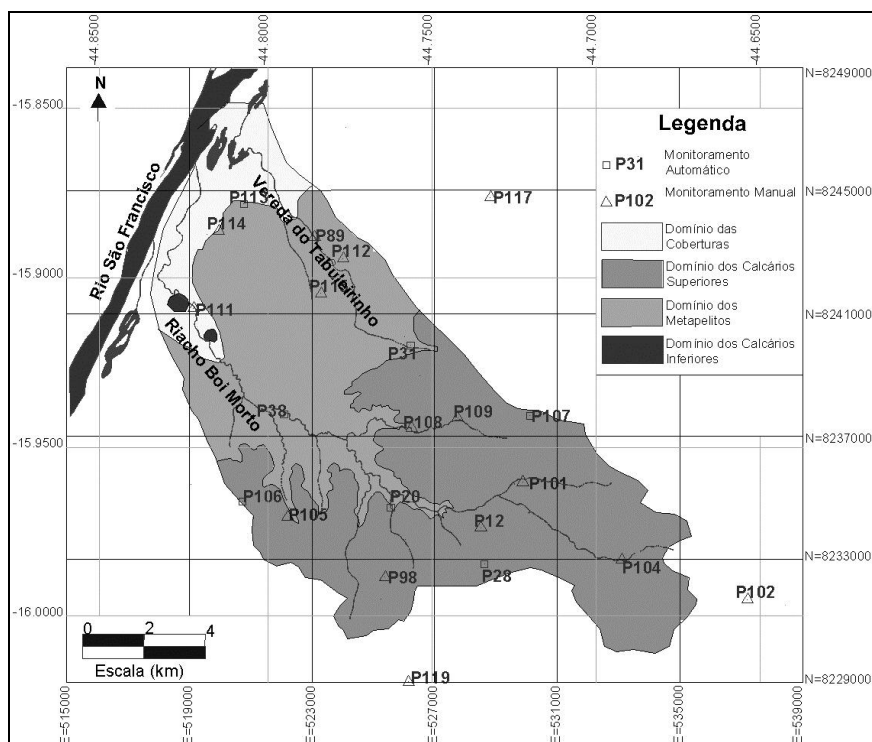 44.8500
44.8000
44.7500
44.7000
44.6500
N=8249000
N
-15.8500
Legenda
P31 Monitoramento Automático
P102 Monitoramento Manual
Domínio das Coberturas
Domínio dos Calcários Superiores
Domínio dos Metapelitos
Domínio dos Calcários Inferiores
N=8245000
P117
P113
Vereda do Tabuleirinho
P114
P89
P112
Rio São Francisco
-15.9000
P111
N=8241000
Riacho Boi Morto
P31
P38
P108
P109
P107
-15.9500
N=8237000
P101
P106
P105
P20
P12
P104
N=8233000
P98
P28
P102
-16.0000
0 2 4
Escala (km)
P119
N=8229000
E=515000
E=519000
E=523000
E=527000
E=531000
E=535000
E=539000